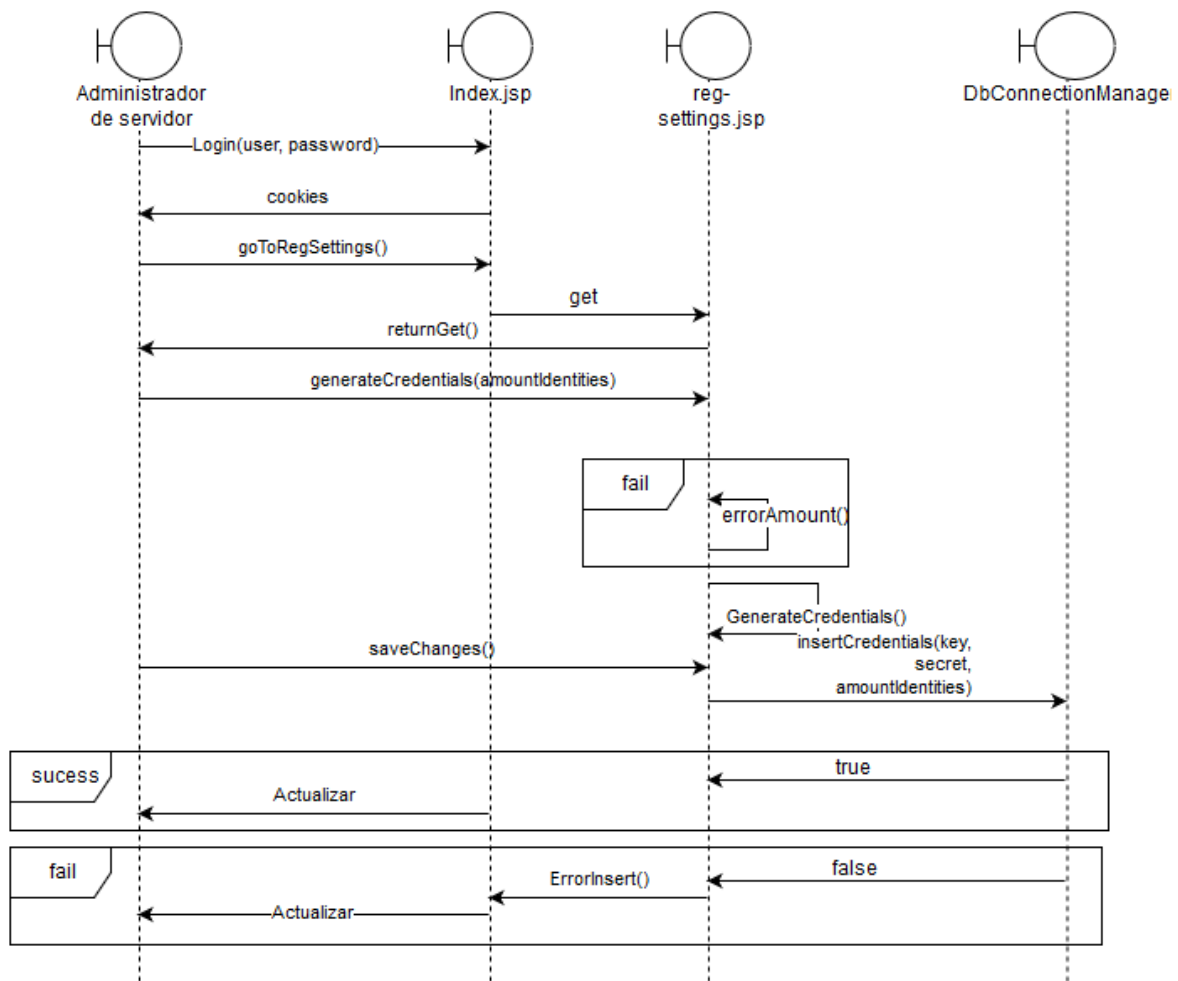 Administrador
de servidor
Index.jsp
reg-
settings.jsp
DbConnectionManage
Login(user, password)
cookies
goToRegSettings()
get
returnGet()
generateCredentials(amountIdentities)
fail
errorAmount()
GenerateCredentials()
insertCredentials(key,
secret,
amountIdentities)
saveChanges()
sucess
true
Actualizar
fail
false
ErrorInsert()
Actualizar